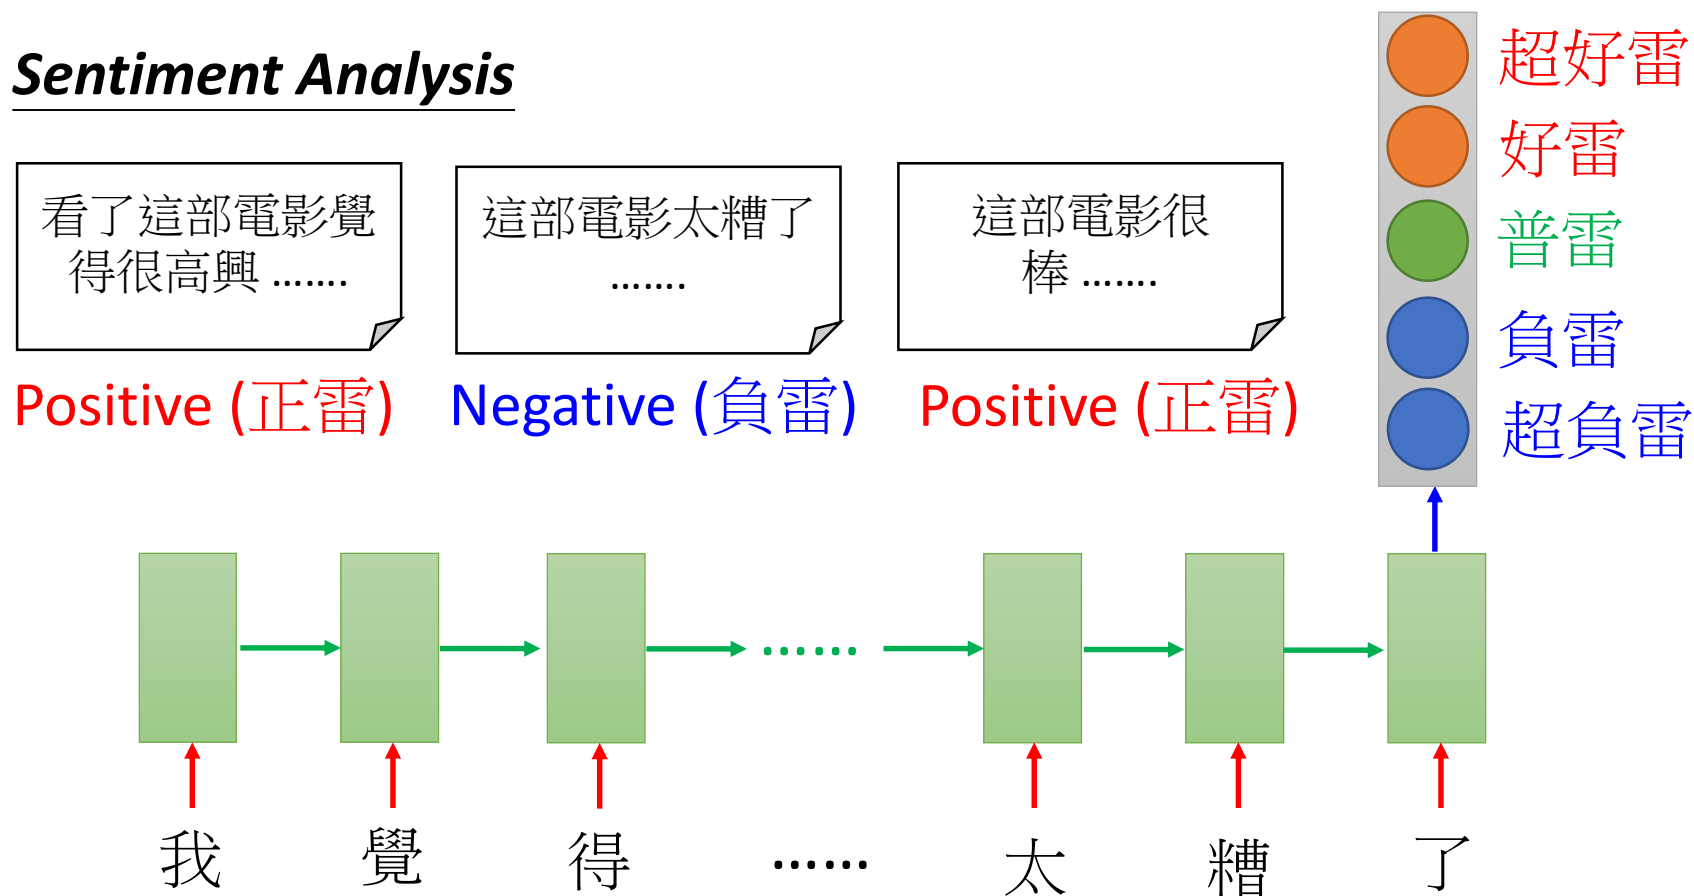 Sentiment Analysis
看了這部電影覺
得很高興 …….
Positive (正雷)
這部電影太糟了
…….
Negative (負雷)
這部電影很
棒 …….
Positive (正雷)
超好雷
好雷
普雷
負雷
超負雷
……
我 覺 得 …… 太 糟 了